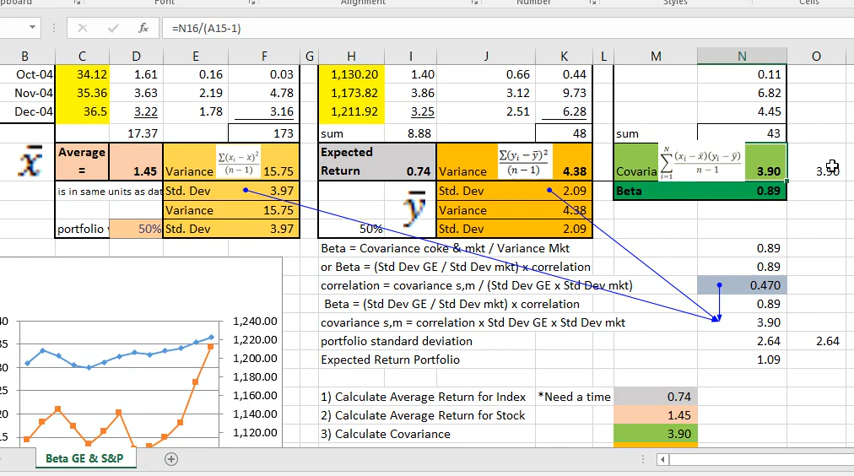 Font Alignment Number Styles Cells
=N16/(A15-1)
B C D E F G H I J K L M N O
Oct-04 34.12 1.61 0.16 0.03 1,130.20 1.40 0.66 0.44 0.11
Nov-04 35.36 3.63 2.19 4.78 1,173.82 3.86 3.12 9.73 6.82
Dec-04 36.5 3.22 1.78 3.16 1,211.92 3.25 2.51 6.28 4.45
17.37 173 sum 8.88 48 sum 43
x̄ Average = 1.45 Variance ∑(xᵢ − x̄)² / (n−1) 15.75 Expected Return 0.74 Variance ∑(yᵢ − ȳ)² / (n−1) 4.38 Covaria ∑ᵢ₌₁ᴺ (xᵢ − x̄)(yᵢ − ȳ) / n−1 3.90 3.90
is in same units as dat Std. Dev 3.97 ȳ Std. Dev 2.09 Beta 0.89
Variance 15.75 Variance 4.38
portfolio 50% Std. Dev 3.97 50% Std. Dev 2.09
Beta = Covariance coke & mkt / Variance Mkt 0.89
or Beta = (Std Dev GE / Std Dev mkt) x correlation 0.89
correlation = covariance s,m / (Std Dev GE x Std Dev mkt) 0.470
Beta = (Std Dev GE / Std Dev mkt) x correlation 0.89
covariance s,m = correlation x Std Dev GE x Std Dev mkt 3.90
portfolio standard deviation 2.64 2.64
Expected Return Portfolio 1.09
1) Calculate Average Return for Index *Need a time 0.74
2) Calculate Average Return for Stock 1.45
3) Calculate Covariance 3.90
1,240.00
1,220.00
1,200.00
1,180.00
1,160.00
1,140.00
1,120.00
Beta GE & S&P